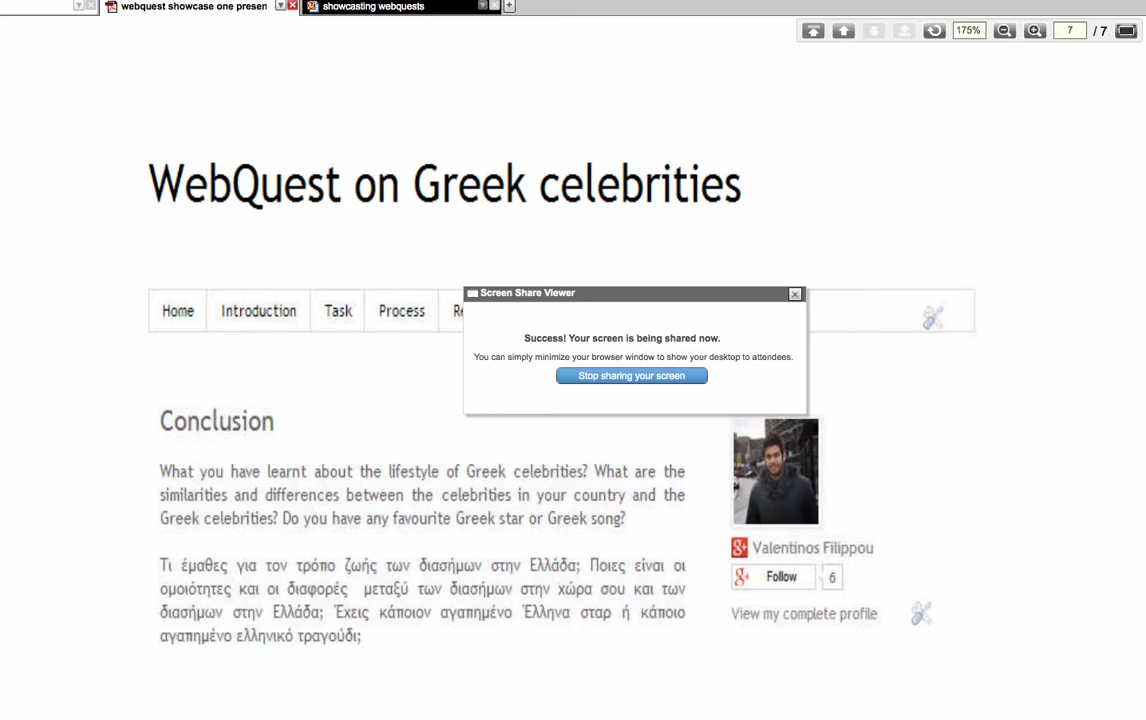 webquest showcase one presen
showcasting webquests
175%
7
/ 7
WebQuest on Greek celebrities
Home
Introduction
Task
Process
Screen Share Viewer
Success! Your screen is being shared now.
You can simply minimize your browser window to show your desktop to attendees.
Stop sharing your screen
Conclusion
What you have learnt about the lifestyle of Greek celebrities? What are the
similarities and differences between the celebrities in your country and the
Greek celebrities? Do you have any favourite Greek star or Greek song?
Τι έμαθες για τον τρόπο ζωής των διασήμων στην Ελλάδα; Ποιες είναι οι
ομοιότητες και οι διαφορές μεταξύ των διασήμων στην χώρα σου και των
διασήμων στην Ελλάδα; Έχεις κάποιον αγαπημένο Έλληνα σταρ ή κάποιο
αγαπημένο ελληνικό τραγούδι;
Valentinos Filippou
Follow
6
View my complete profile